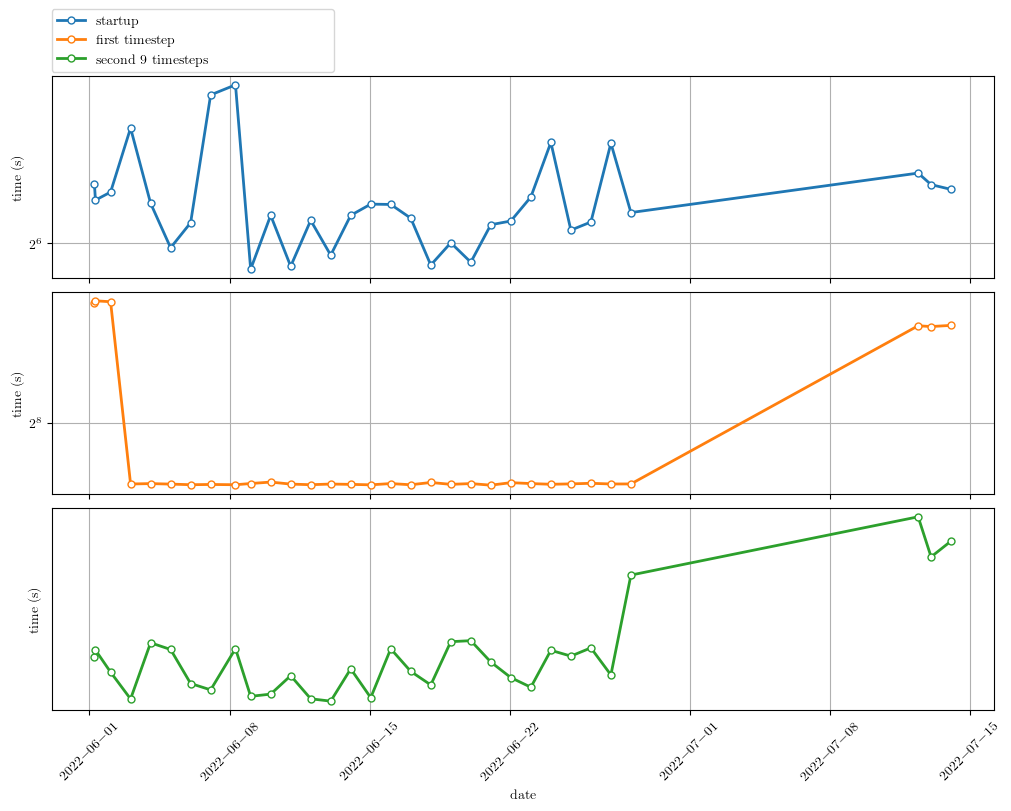 startup
first timestep
second 9 timesteps
time (s)
2^6
time (s)
2^8
time (s)
2022−06−01
2022−06−08
2022−06−15
2022−06−22
2022−07−01
2022−07−08
2022−07−15
date